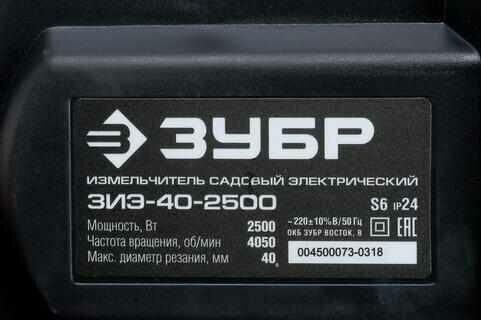 ЗУБР
ИЗМЕЛЬЧИТЕЛЬ САДОВЫЙ ЭЛЕКТРИЧЕСКИЙ
ЗИЭ-40-2500 S6 IP24
Мощность, Вт 2500 ~220±10% В/50 Гц
Частота вращения, об/мин 4050 ОКБ ЗУБР ВОСТОК, В
Макс. диаметр резания, мм 40 004500073-0318
EAC